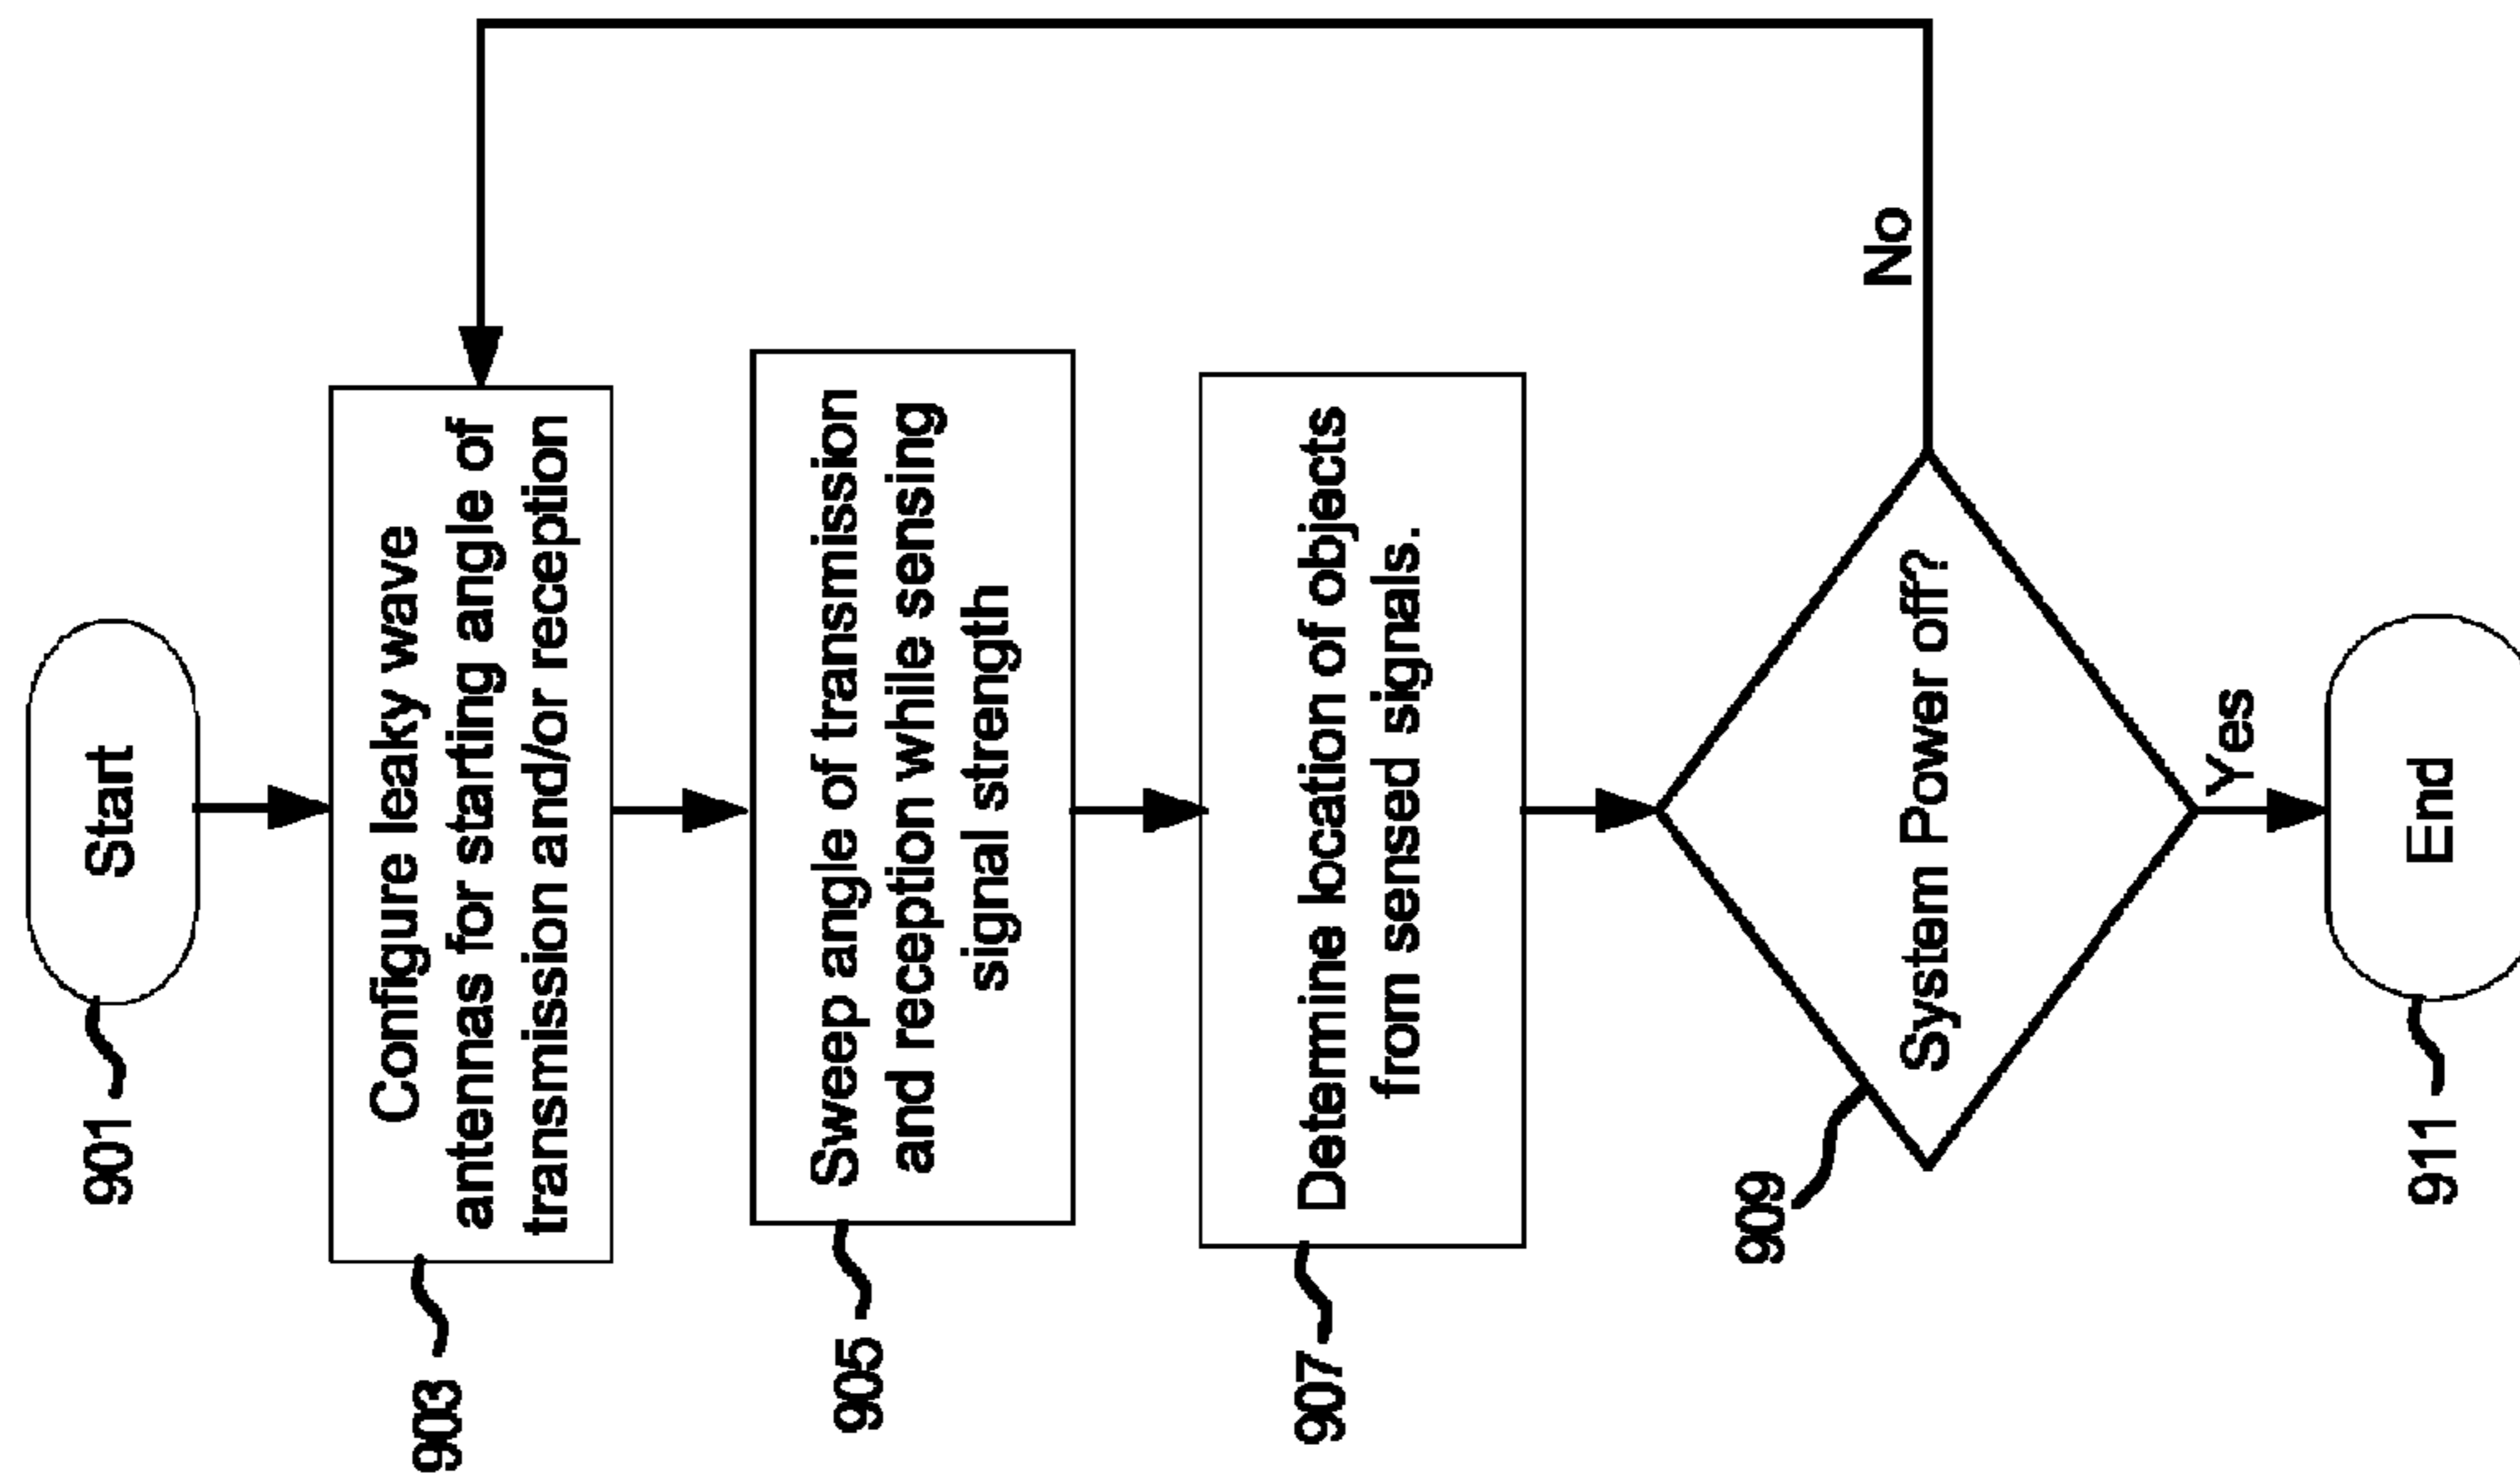 901
Start
903
Configure leaky wave
antennas for starting angle of
transmission and/or reception
905
Sweep angle of transmission
and reception while sensing
signal strength
907
Determine location of objects
from sensed signals.
909
System Power off?
No
Yes
911
End